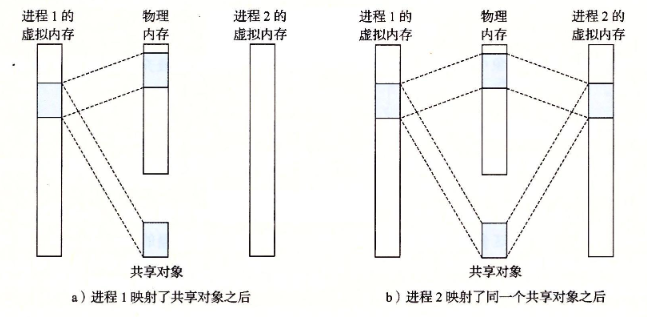 进程1的
虚拟内存
物理
内存
进程2的
虚拟内存
共享对象
a）进程1映射了共享对象之后
进程1的
虚拟内存
物理
内存
进程2的
虚拟内存
共享对象
b）进程2映射了同一个共享对象之后